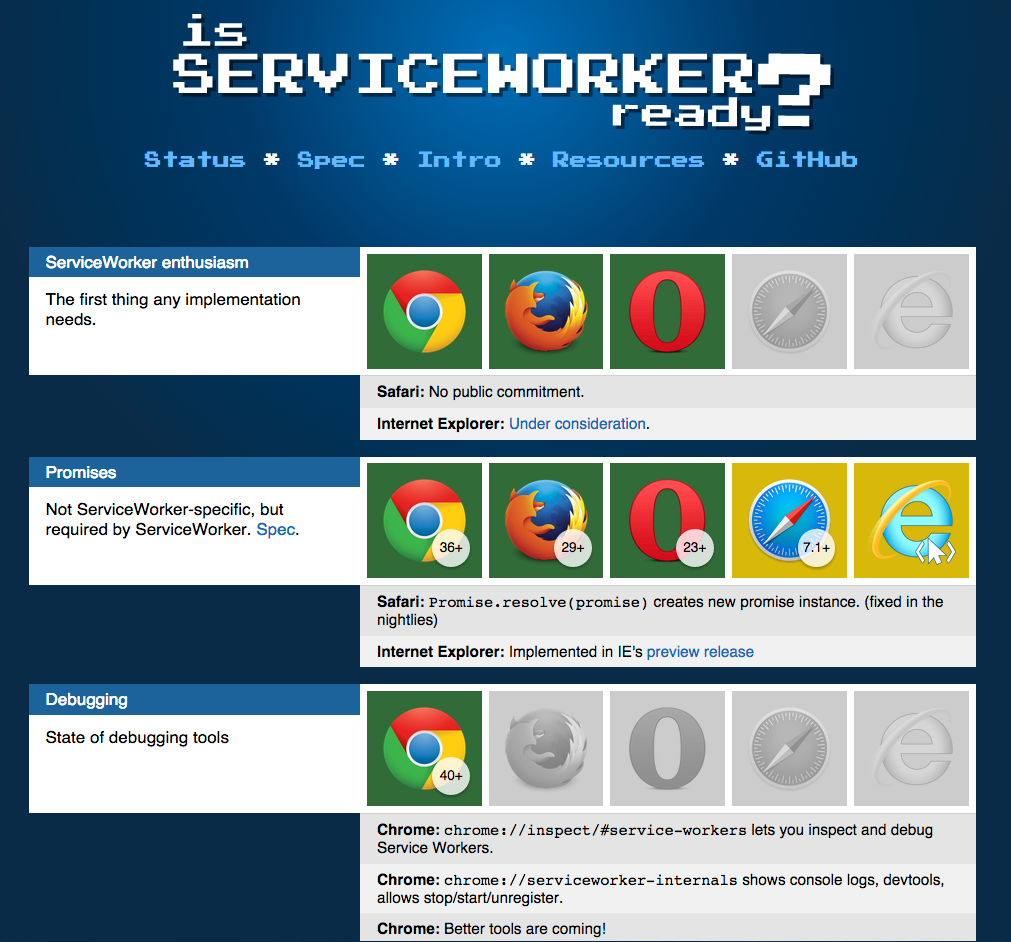 is
SERVICEWORKER
ready?
Status * Spec * Intro * Resources * GitHub
ServiceWorker enthusiasm
The first thing any implementation
needs.
Safari: No public commitment.
Internet Explorer: Under consideration.
Promises
Not ServiceWorker-specific, but
required by ServiceWorker. Spec.
36+ 29+ 23+ 7.1+
Safari: Promise.resolve(promise) creates new promise instance. (fixed in the
nightlies)
Internet Explorer: Implemented in IE's preview release
Debugging
State of debugging tools
40+
Chrome: chrome://inspect/#service-workers lets you inspect and debug
Service Workers.
Chrome: chrome://serviceworker-internals shows console logs, devtools,
allows stop/start/unregister.
Chrome: Better tools are coming!